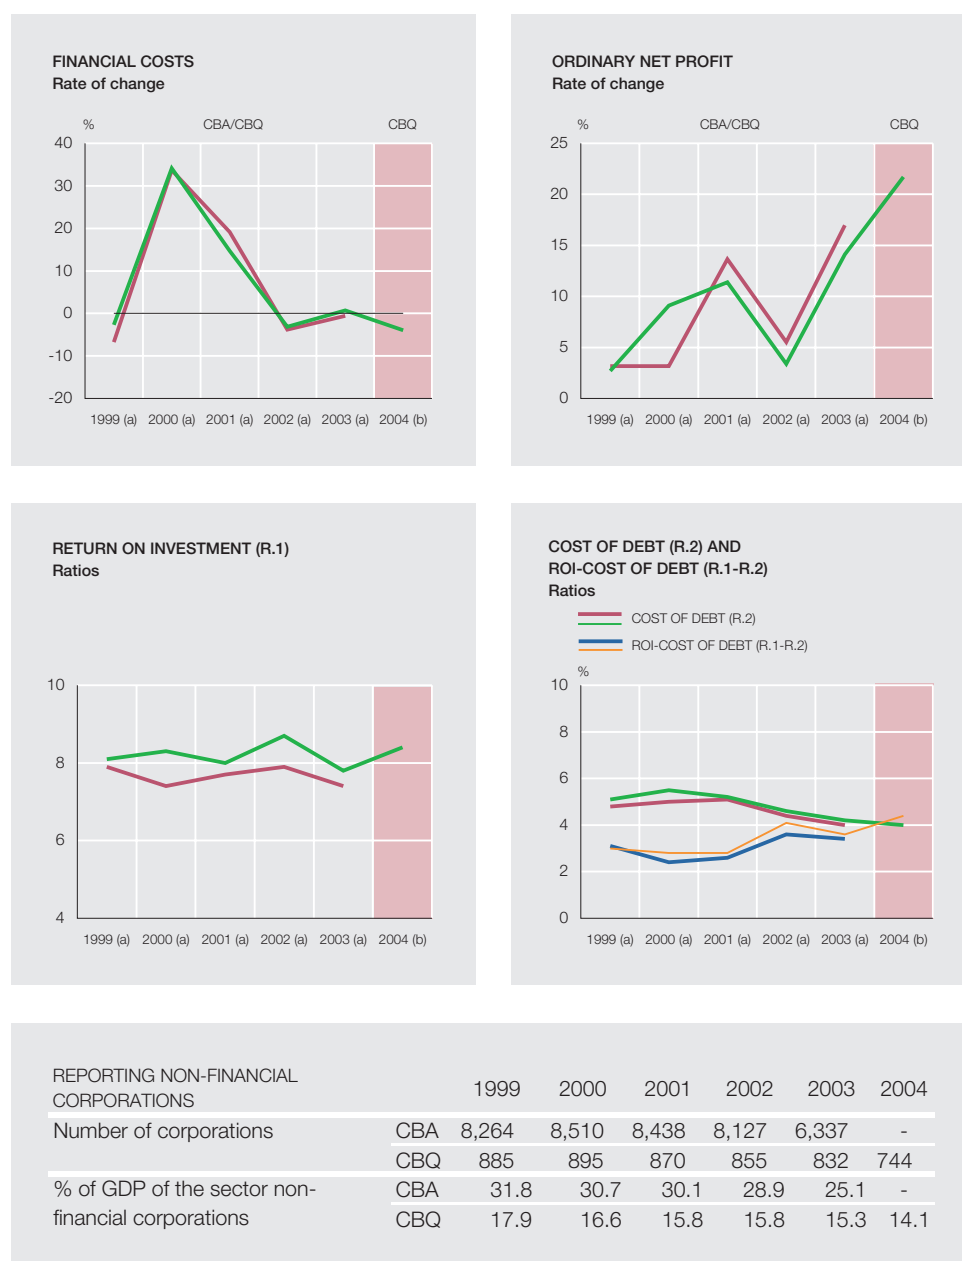 FINANCIAL COSTS
Rate of change
% CBA/CBQ CBQ
40
30
20
10
0
-10
-20
1999 (a) 2000 (a) 2001 (a) 2002 (a) 2003 (a) 2004 (b)
ORDINARY NET PROFIT
Rate of change
% CBA/CBQ CBQ
25
20
15
10
5
0
1999 (a) 2000 (a) 2001 (a) 2002 (a) 2003 (a) 2004 (b)
RETURN ON INVESTMENT (R.1)
Ratios
10
8
6
4
1999 (a) 2000 (a) 2001 (a) 2002 (a) 2003 (a) 2004 (b)
COST OF DEBT (R.2) AND
ROI-COST OF DEBT (R.1-R.2)
Ratios
COST OF DEBT (R.2)
ROI-COST OF DEBT (R.1-R.2)
%
10
8
6
4
2
0
1999 (a) 2000 (a) 2001 (a) 2002 (a) 2003 (a) 2004 (b)
REPORTING NON-FINANCIAL
CORPORATIONS
1999 2000 2001 2002 2003 2004
Number of corporations CBA 8,264 8,510 8,438 8,127 6,337 -
CBQ 885 895 870 855 832 744
% of GDP of the sector non- CBA 31.8 30.7 30.1 28.9 25.1 -
financial corporations CBQ 17.9 16.6 15.8 15.8 15.3 14.1